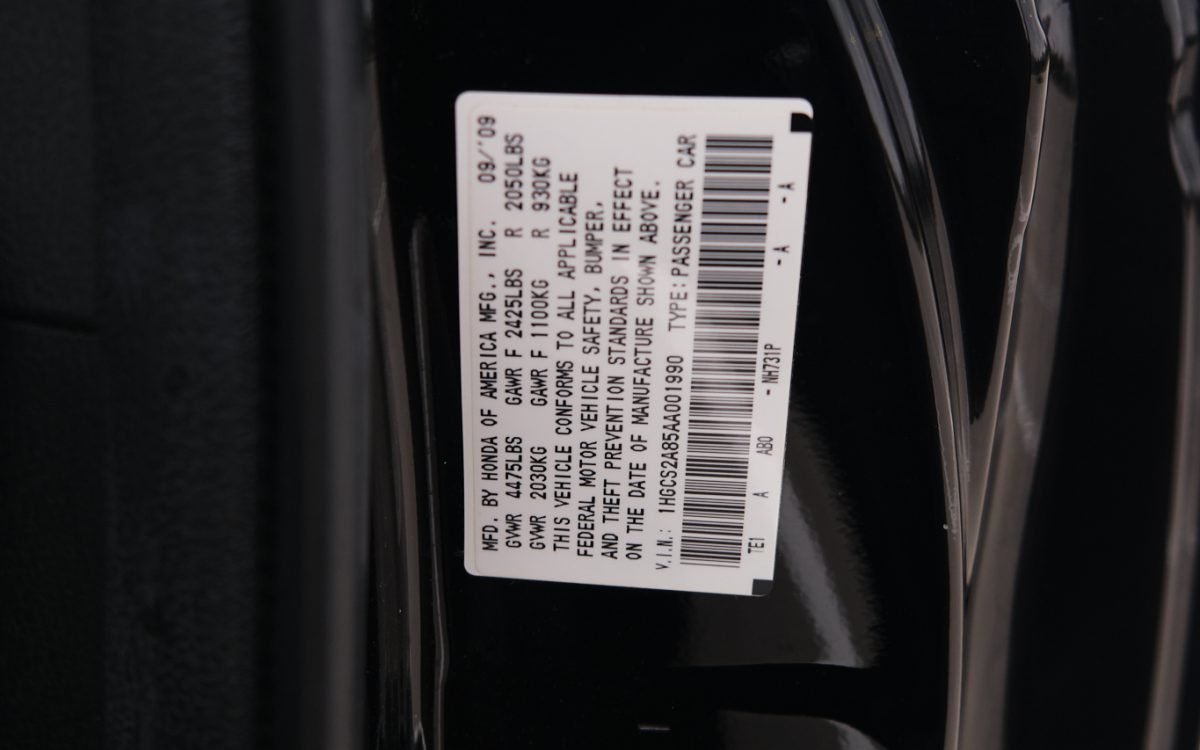 MFD. BY HONDA OF AMERICA MFG., INC. 09/'09
GVWR 4475LBS GAWR F 2425LBS R 2050LBS
GVWR 2030KG GAWR F 1100KG R 930KG
THIS VEHICLE CONFORMS TO ALL APPLICABLE
FEDERAL MOTOR VEHICLE SAFETY, BUMPER,
AND THEFT PREVENTION STANDARDS IN EFFECT
ON THE DATE OF MANUFACTURE SHOWN ABOVE.
V.I.N.: 1HGCS2A85AA001990 TYPE:PASSENGER CAR
TE1 A AB0 - NH731P - A - A